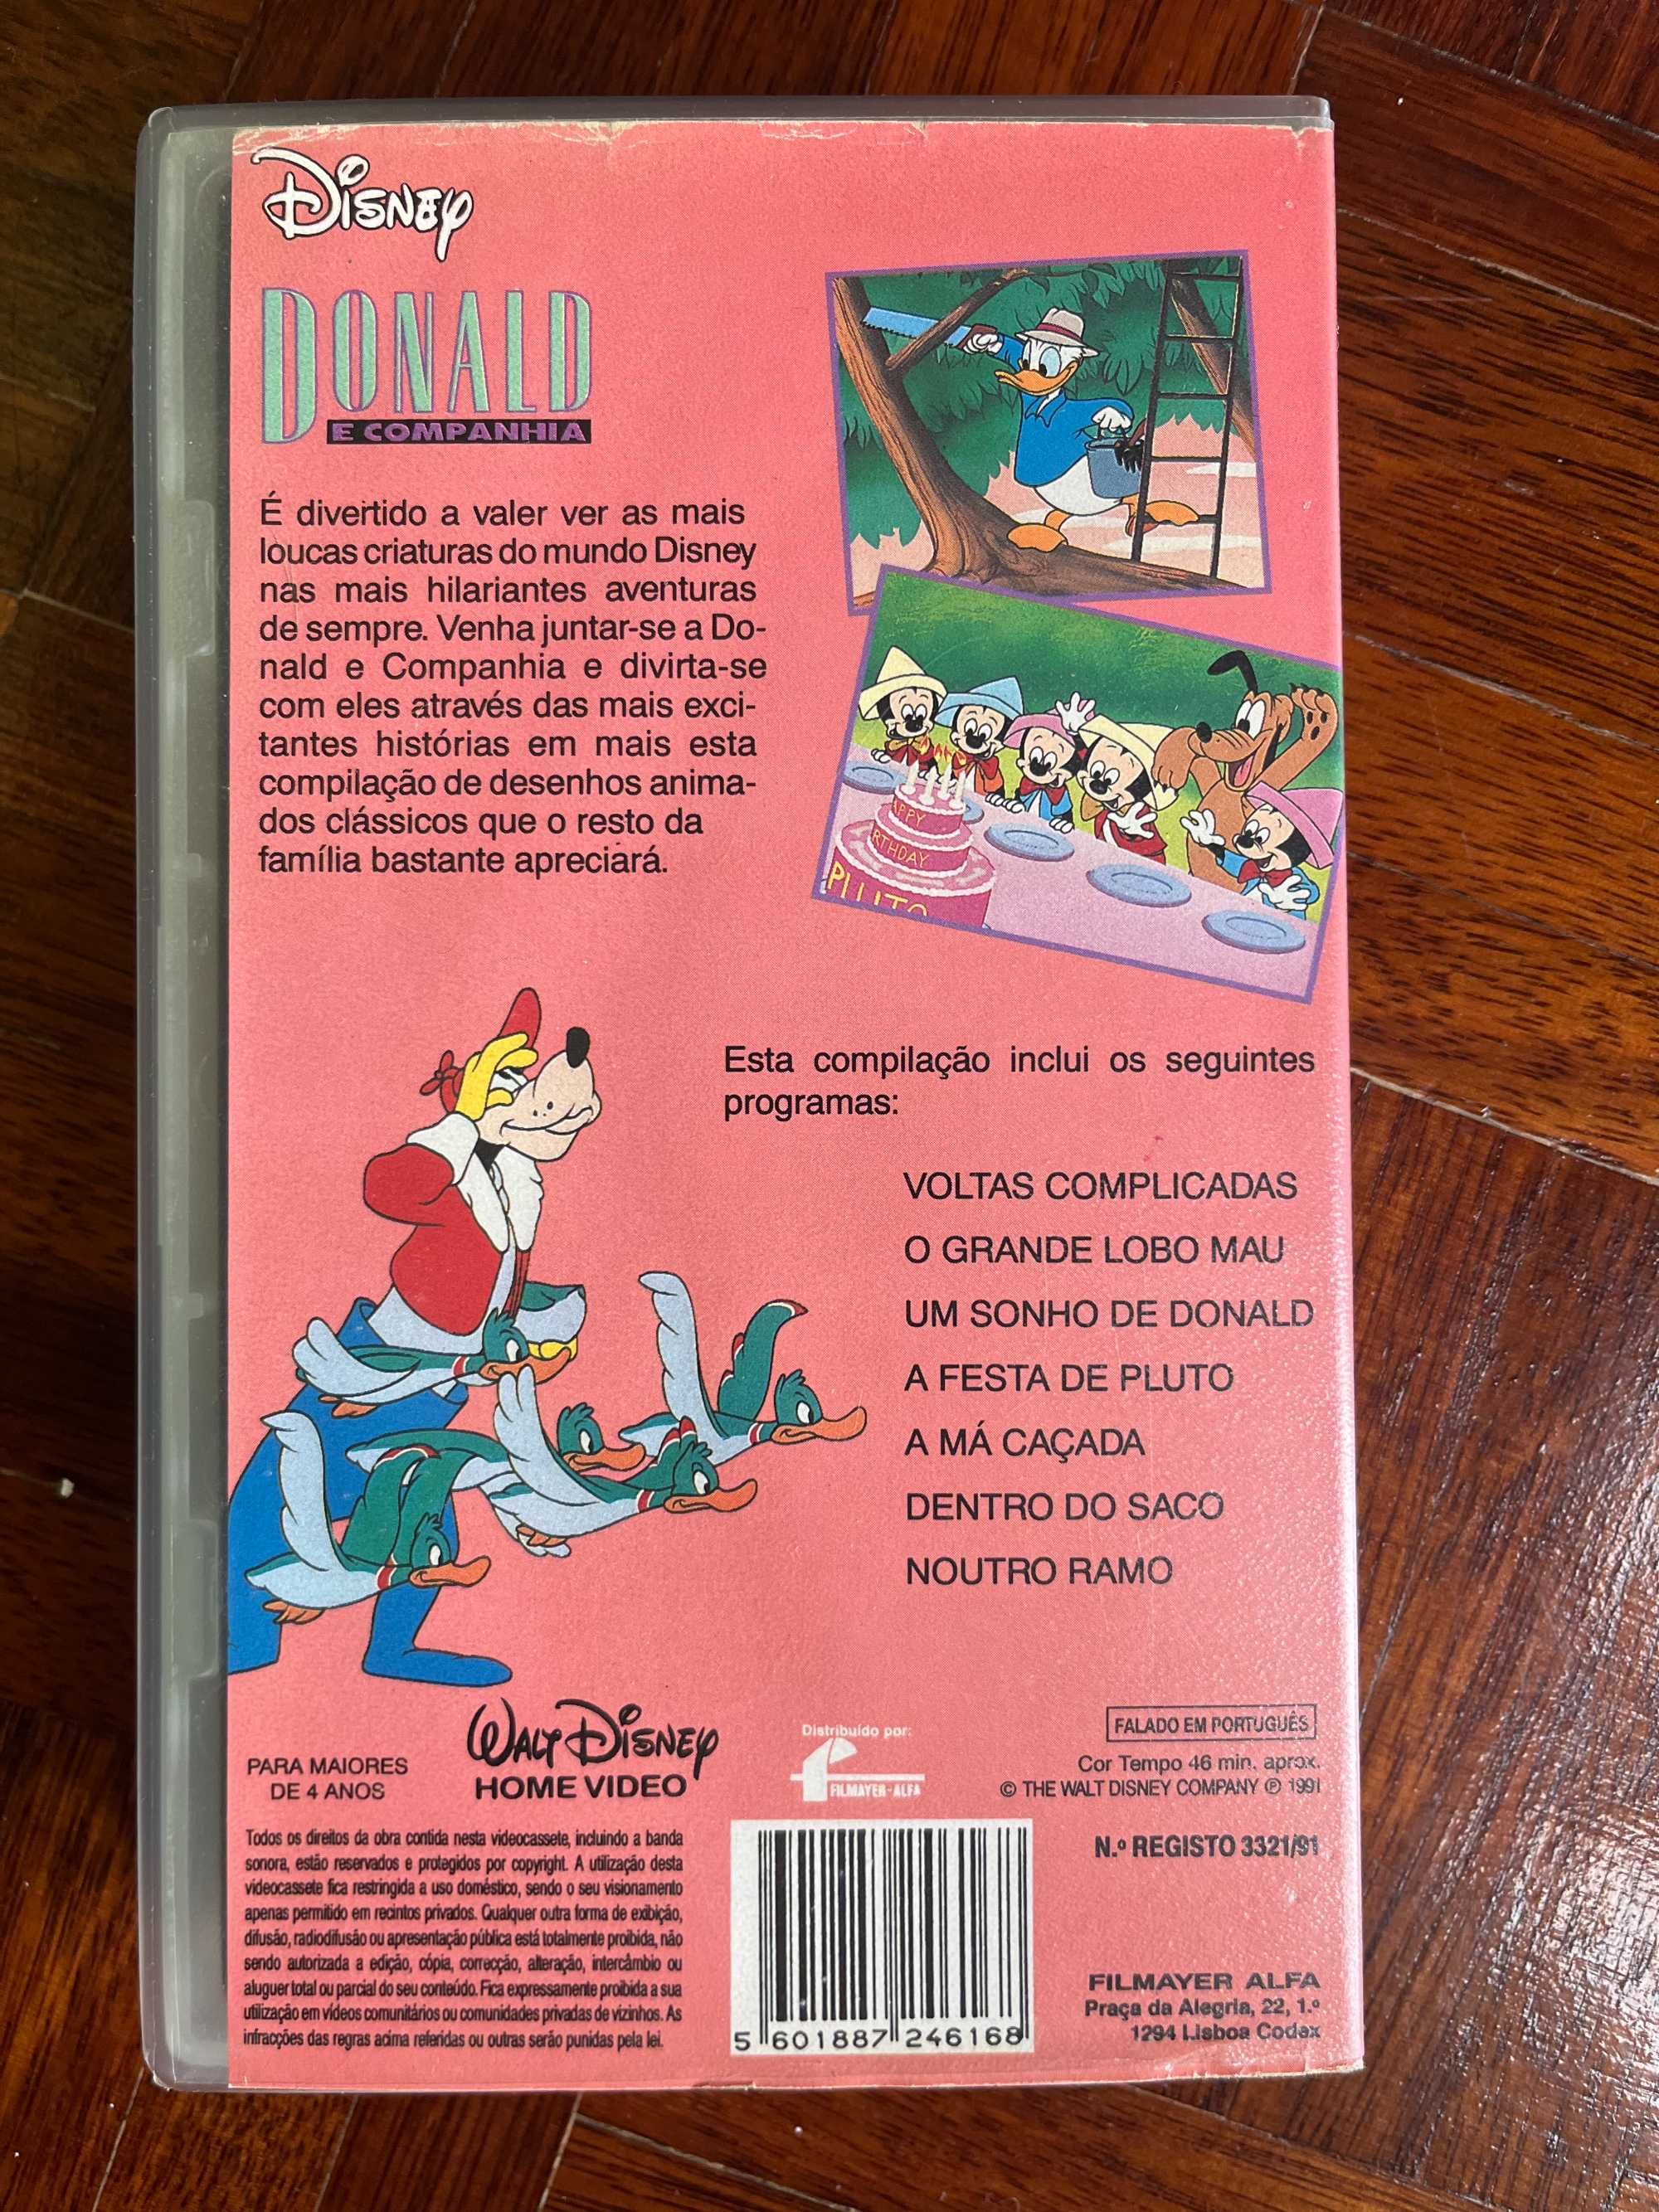 Disney
DONALD
E COMPANHIA
É divertido a valer ver as mais
loucas criaturas do mundo Disney
nas mais hilariantes aventuras
de sempre. Venha juntar-se a Do-
nald e Companhia e divirta-se
com eles através das mais exci-
tantes histórias em mais esta
compilação de desenhos anima-
dos clássicos que o resto da
família bastante apreciará.
PLUTO
Esta compilação inclui os seguintes
programas:
VOLTAS COMPLICADAS
O GRANDE LOBO MAU
UM SONHO DE DONALD
A FESTA DE PLUTO
A MÁ CAÇADA
DENTRO DO SACO
NOUTRO RAMO
PARA MAIORES
DE 4 ANOS
WALT DISNEY
HOME VIDEO
Distribuído por:
FILMAYER-ALFA
FALADO EM PORTUGUÊS
Cor Tempo 46 min. aprox.
© THE WALT DISNEY COMPANY ℗ 1991
Todos os direitos da obra contida nesta videocassete, incluindo a banda
sonora, estão reservados e protegidos por copyright. A utilização desta
videocassete fica restringida a uso doméstico, sendo o seu visionamento
apenas permitido em recintos privados. Qualquer outra forma de exibição,
difusão, radiodifusão ou apresentação pública está totalmente proibida, não
sendo autorizada a edição, cópia, correcção, alteração, intercâmbio ou
aluguer total ou parcial do seu conteúdo. Fica expressamente proibida a sua
utilização em vídeos comunitários ou comunidades privadas de vizinhos. As
infracções das regras acima referidas ou outras serão punidas pela lei.
5 601887 246168
N.º REGISTO 3321/91
FILMAYER ALFA
Praça da Alegria, 22, 1.º
1294 Lisboa Codex